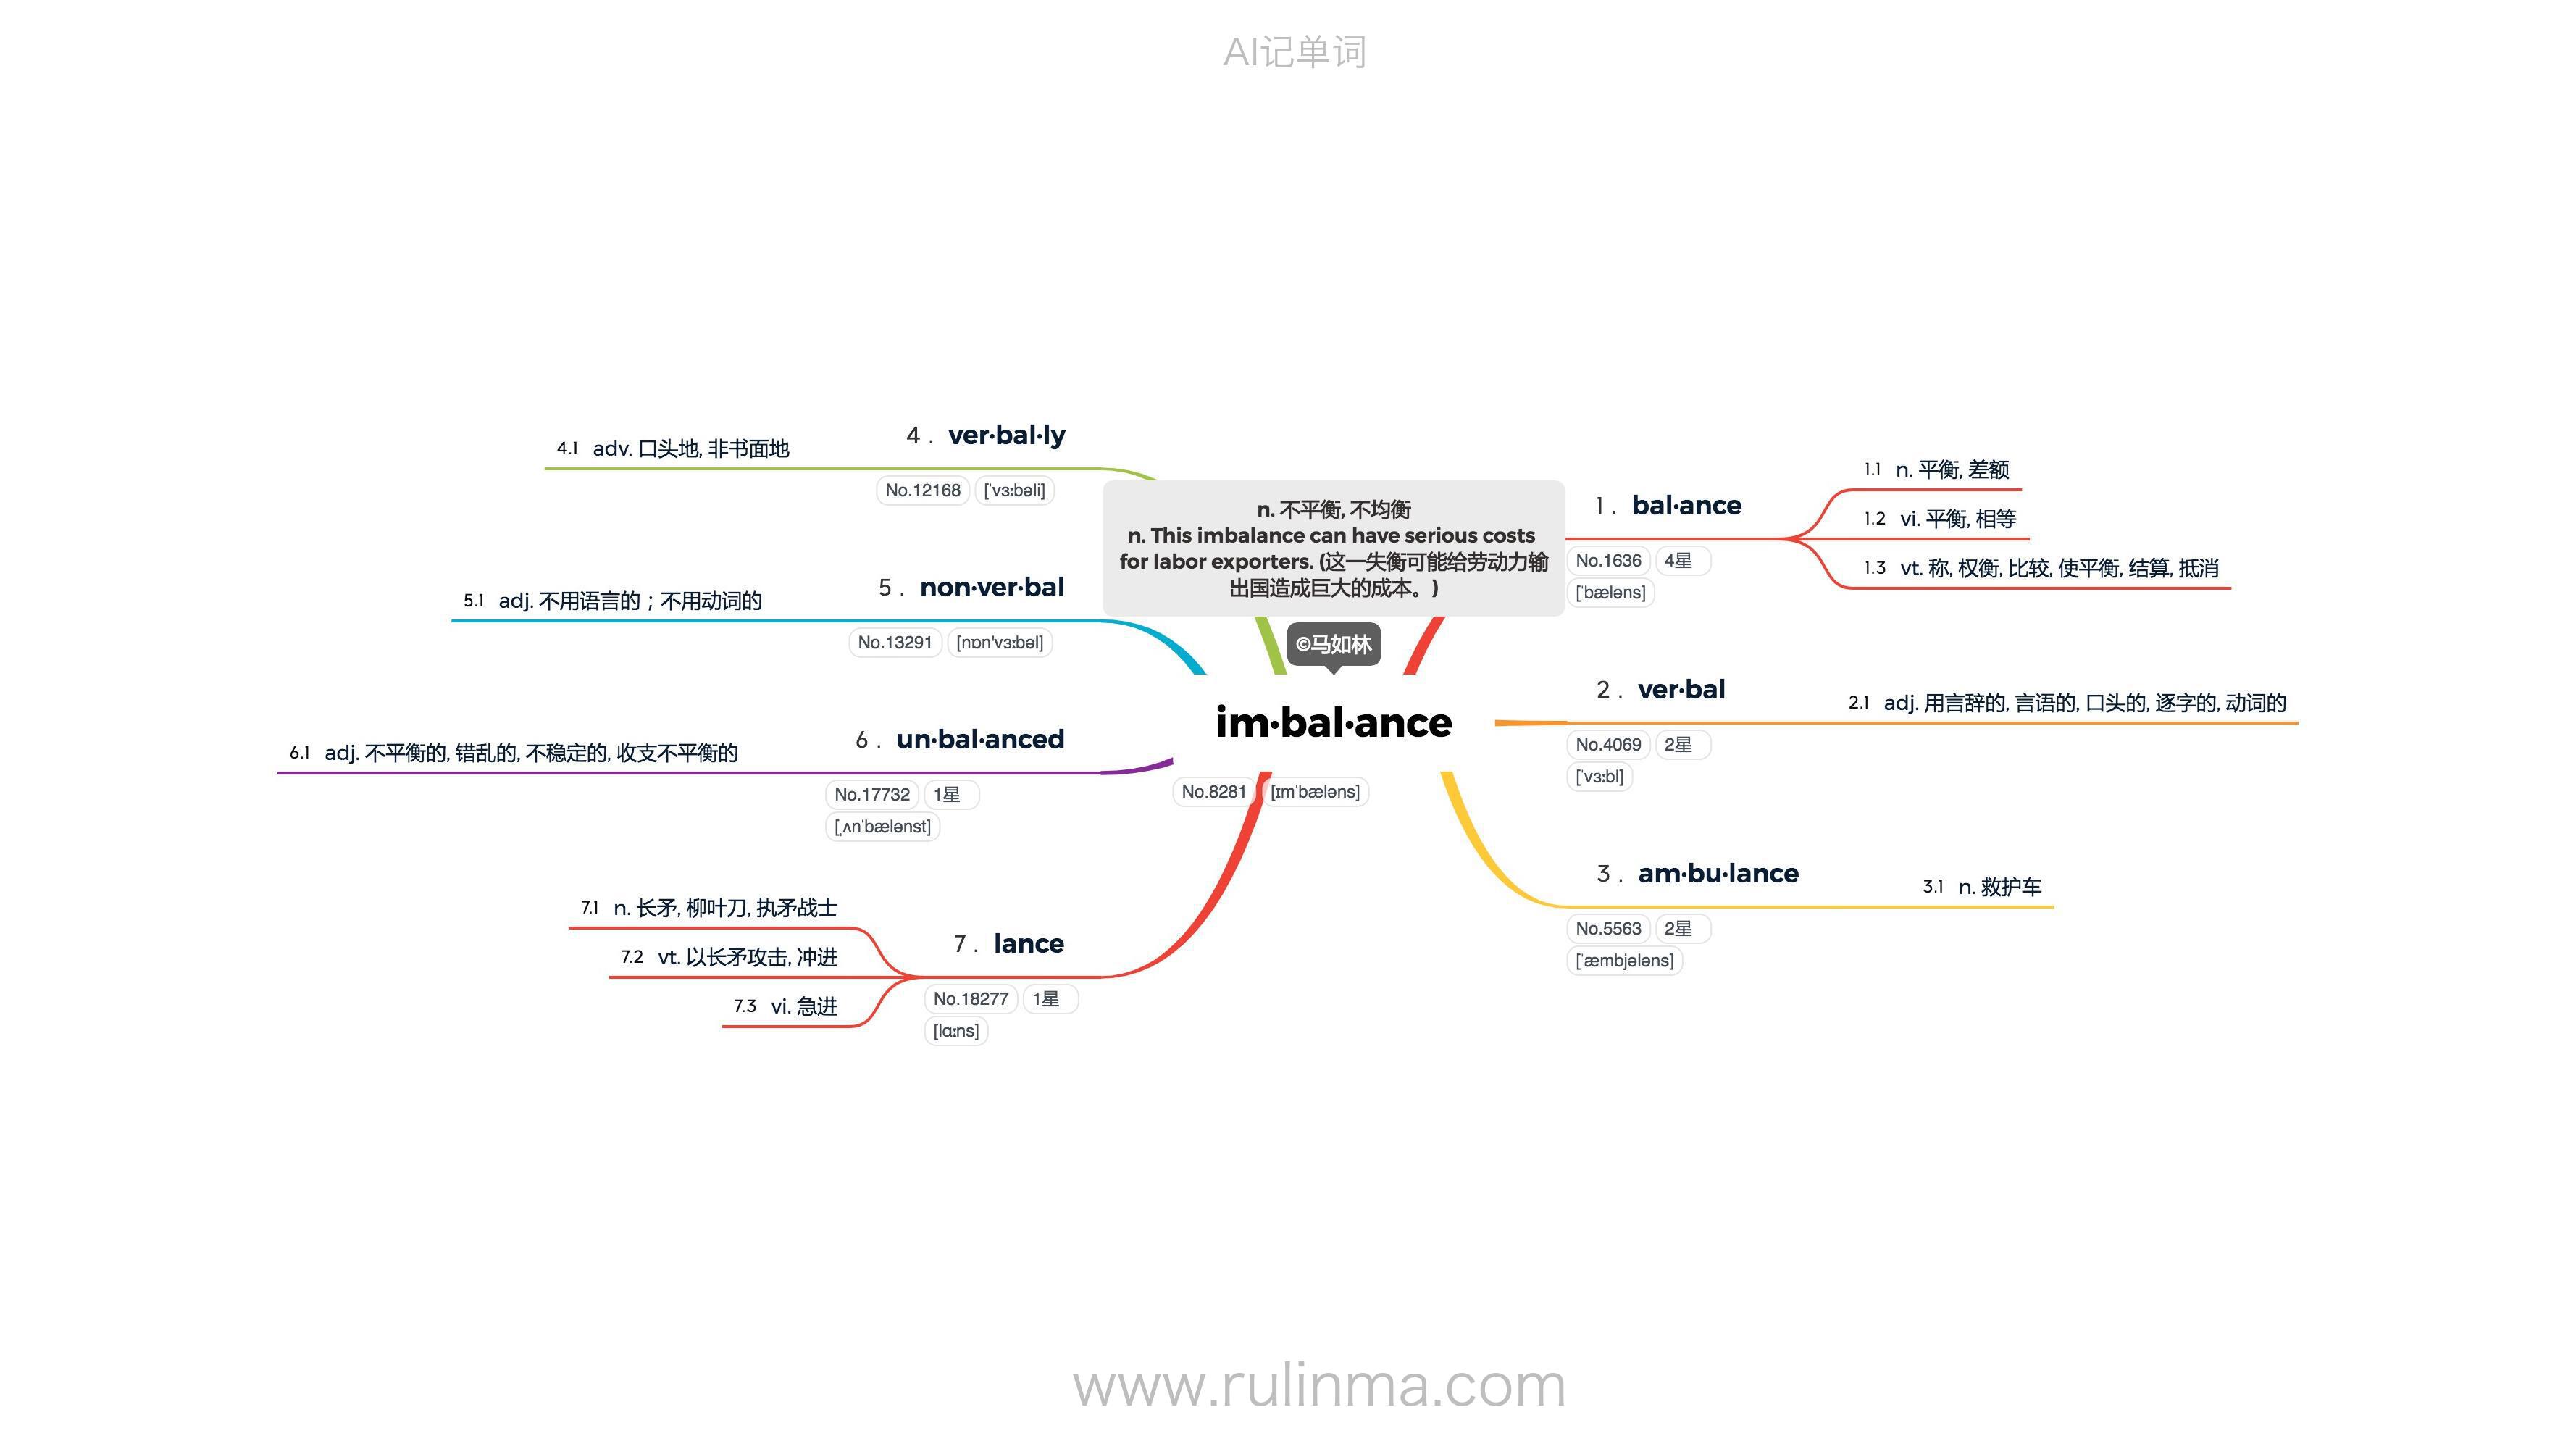 AI记单词
n. 不平衡, 不均衡
n. This imbalance can have serious costs
for labor exporters. (这一失衡可能给劳动力输
出国造成巨大的成本。)
©马如林
im·bal·ance
No.8281 [ɪmˈbæləns]
1 . bal·ance
No.1636 4星
[ˈbæləns]
1.1 n. 平衡, 差额
1.2 vi. 平衡, 相等
1.3 vt. 称, 权衡, 比较, 使平衡, 结算, 抵消
2 . ver·bal
No.4069 2星
[ˈvɜːbl]
2.1 adj. 用言辞的, 言语的, 口头的, 逐字的, 动词的
3 . am·bu·lance
No.5563 2星
[ˈæmbjələns]
3.1 n. 救护车
4 . ver·bal·ly
No.12168 [ˈvɜːbəli]
4.1 adv. 口头地, 非书面地
5 . non·ver·bal
No.13291 [nɒn'vɜːbəl]
5.1 adj. 不用语言的；不用动词的
6 . un·bal·anced
No.17732 1星
[ˌʌnˈbælənst]
6.1 adj. 不平衡的, 错乱的, 不稳定的, 收支不平衡的
7 . lance
No.18277 1星
[lɑːns]
7.1 n. 长矛, 柳叶刀, 执矛战士
7.2 vt. 以长矛攻击, 冲进
7.3 vi. 急进
www.rulinma.com